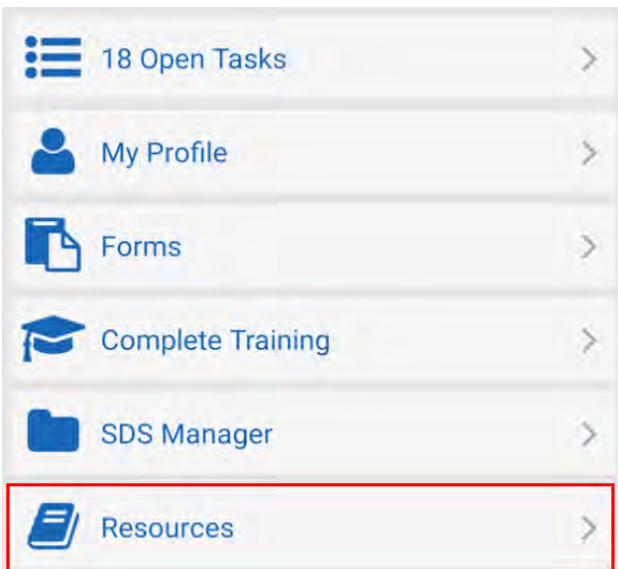 18 Open Tasks
My Profile
Forms
Complete Training
SDS Manager
Resources